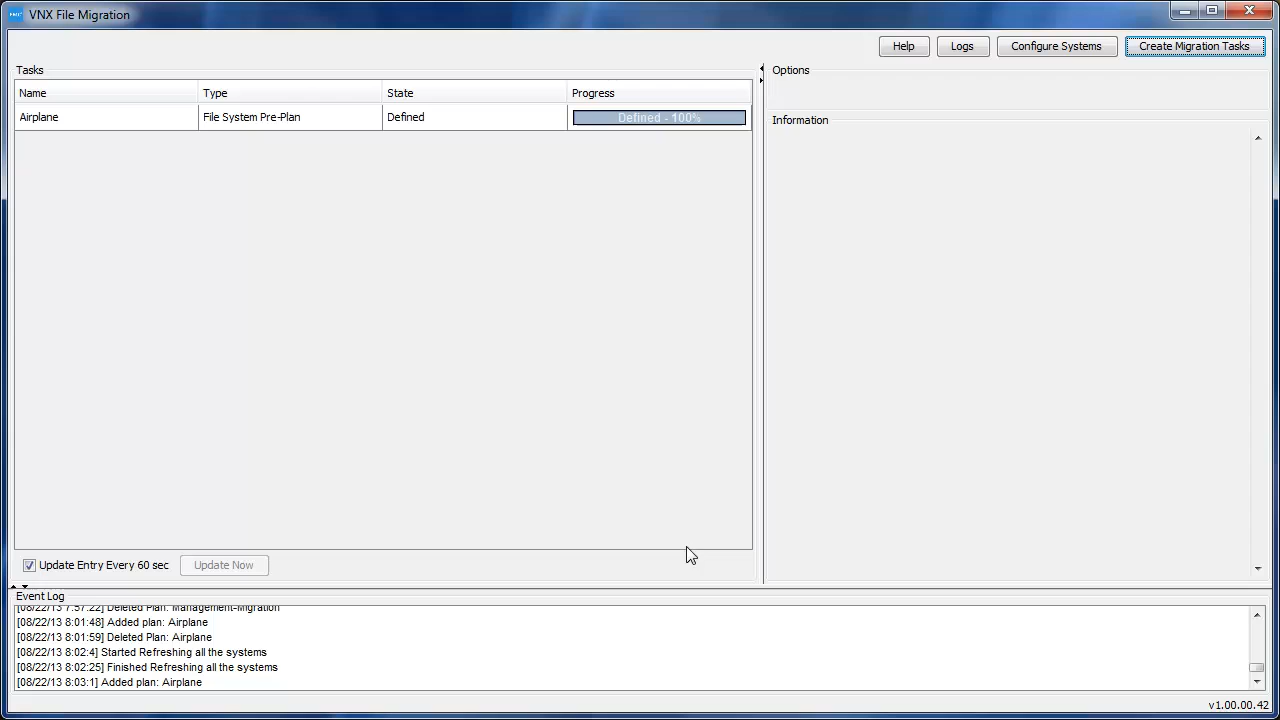 VNX File Migration
Help
Logs
Configure Systems
Create Migration Tasks
Tasks
Name
Type
State
Progress
Airplane
File System Pre-Plan
Defined
Defined - 100%
Options
Information
Update Entry Every 60 sec
Update Now
Event Log
[08/22/13 7:57:22] Deleted Plan: Management-Migration
[08/22/13 8:01:48] Added plan: Airplane
[08/22/13 8:01:59] Deleted Plan: Airplane
[08/22/13 8:02:4] Started Refreshing all the systems
[08/22/13 8:02:25] Finished Refreshing all the systems
[08/22/13 8:03:1] Added plan: Airplane
v1.00.00.42